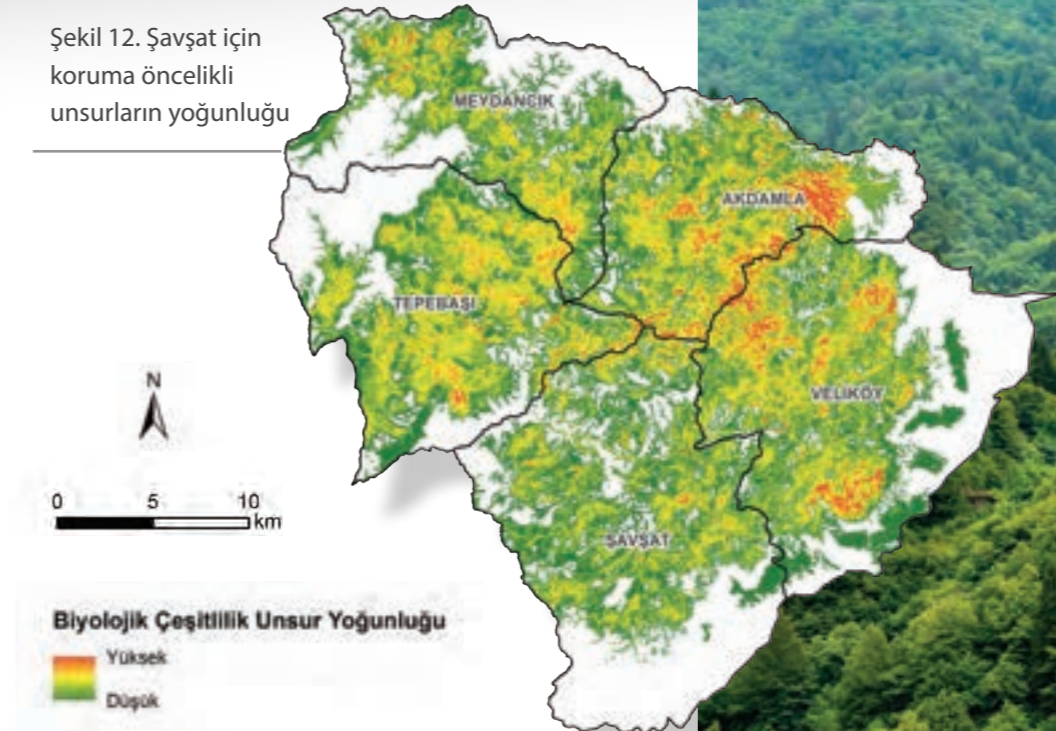 Şekil 12. Şavşat için
koruma öncelikli
unsurların yoğunluğu
MEYDANCIK
AKDAMLA
TEPEBAŞI
VELİKÖY
ŞAVŞAT
N
0 5 10
km
Biyolojik Çeşitlilik Unsur Yoğunluğu
Yüksek
Düşük